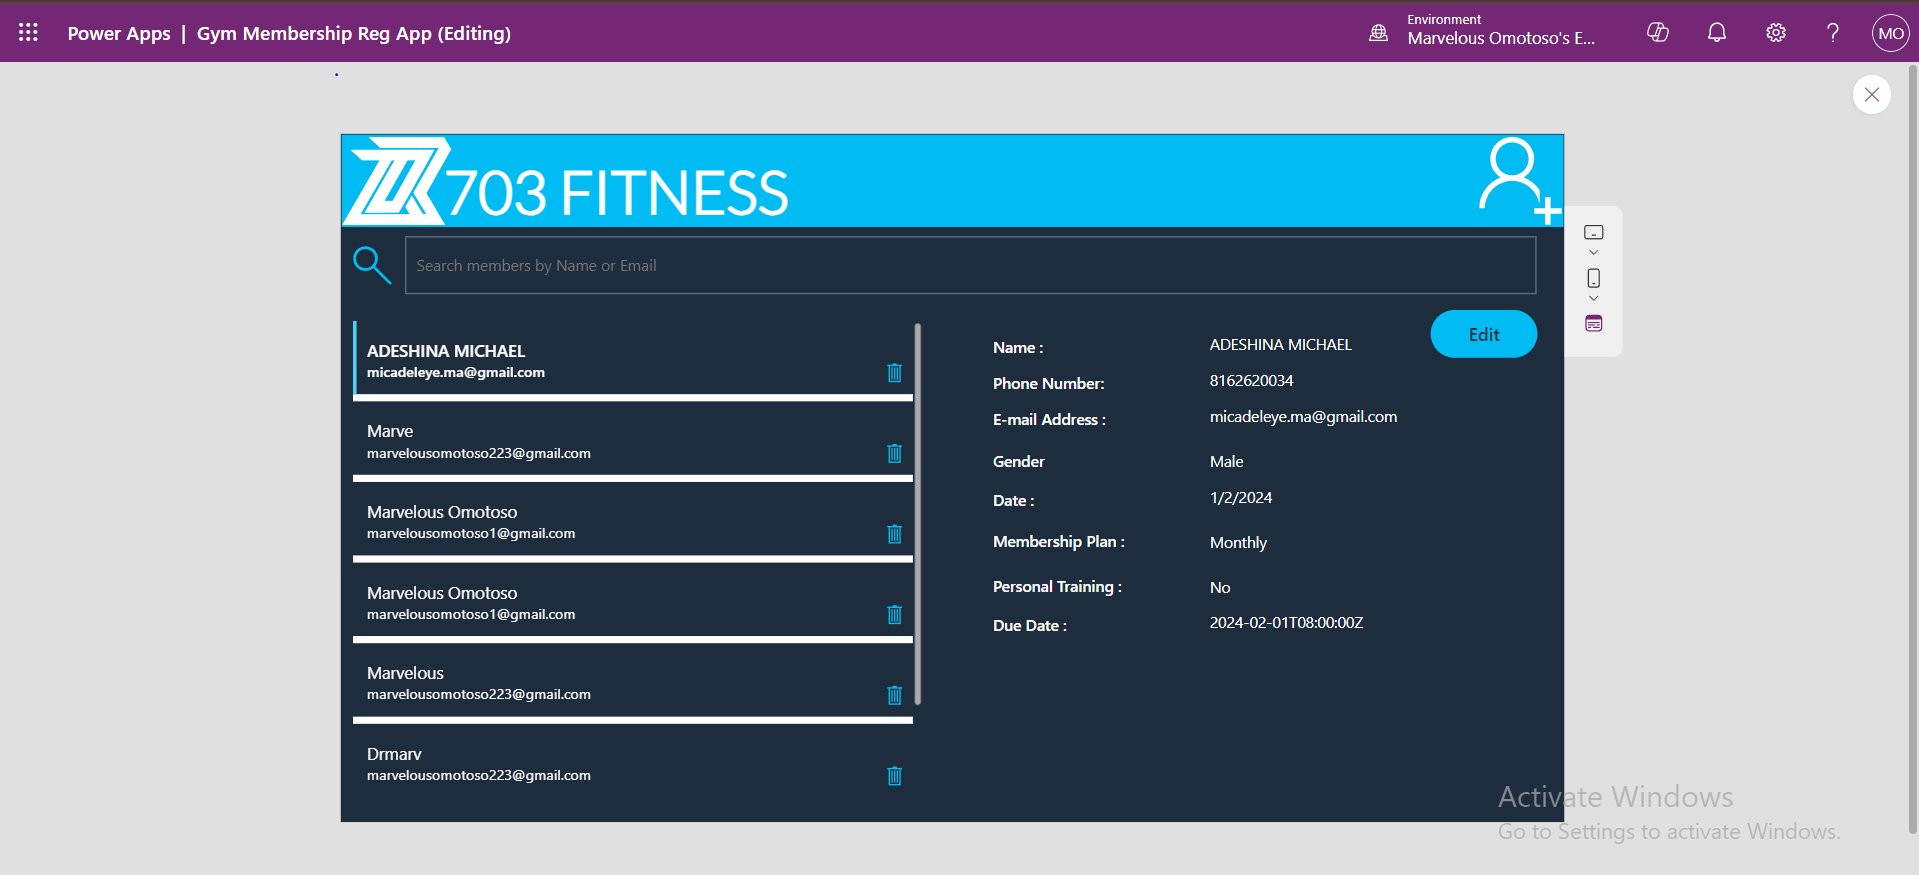 Power Apps | Gym Membership Reg App (Editing)
Environment
Marvelous Omotoso's E...
MO
703 FITNESS
Search members by Name or Email
Edit
ADESHINA MICHAEL
micadeleye.ma@gmail.com
Marve
marvelousomotoso223@gmail.com
Marvelous Omotoso
marvelousomotoso1@gmail.com
Marvelous Omotoso
marvelousomotoso1@gmail.com
Marvelous
marvelousomotoso223@gmail.com
Drmarv
marvelousomotoso223@gmail.com
Name : ADESHINA MICHAEL
Phone Number: 8162620034
E-mail Address : micadeleye.ma@gmail.com
Gender Male
Date : 1/2/2024
Membership Plan : Monthly
Personal Training : No
Due Date : 2024-02-01T08:00:00Z
Activate Windows
Go to Settings to activate Windows.